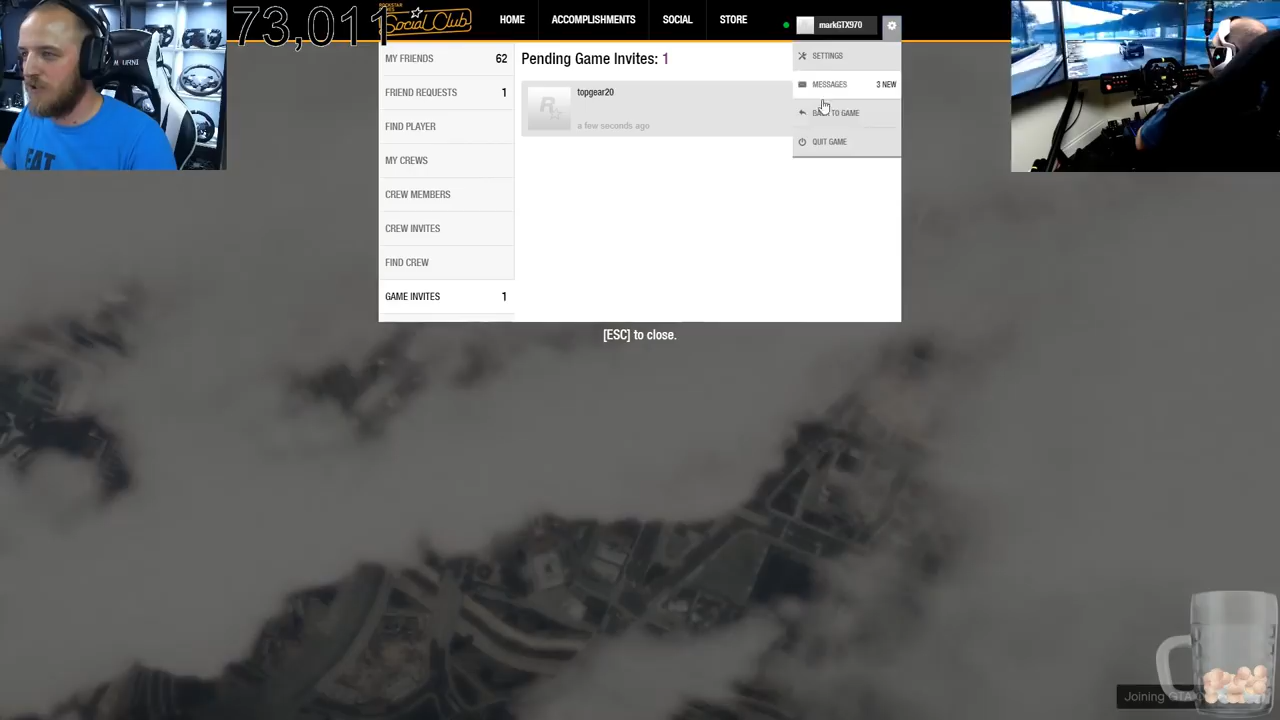 73,011
ROCKSTAR GAMES
Social Club
HOME
ACCOMPLISHMENTS
SOCIAL
STORE
markGTX970
MY FRIENDS 62
FRIEND REQUESTS 1
FIND PLAYER
MY CREWS
CREW MEMBERS
CREW INVITES
FIND CREW
GAME INVITES 1
Pending Game Invites: 1
topgear20
a few seconds ago
SETTINGS
MESSAGES 3 NEW
TO GAME
QUIT GAME
[ESC] to close.
Joining GTA